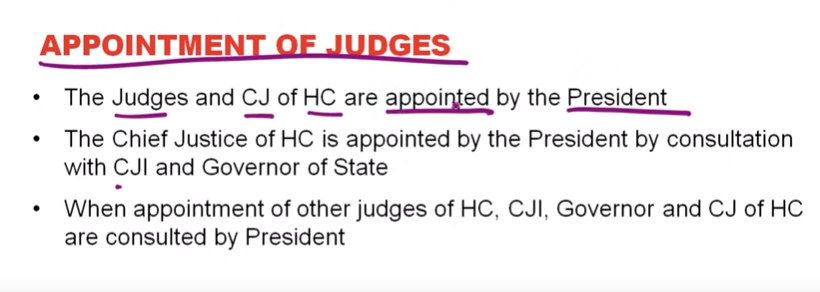 APPOINTMENT OF JUDGES
• The Judges and CJ of HC are appointed by the President
• The Chief Justice of HC is appointed by the President by consultation
with CJI and Governor of State
• When appointment of other judges of HC, CJI, Governor and CJ of HC
are consulted by President